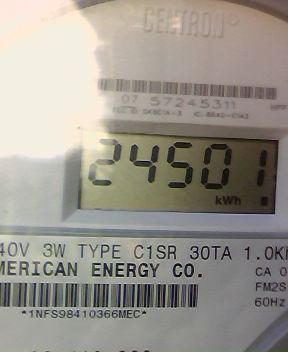 CELTRON
07 57245311
24501
kWh
40V 3W TYPE C1SR 30TA 1.0K
MERICAN ENERGY CO.
CA 0
FM2S
60Hz
*1NFS98410366MEC*